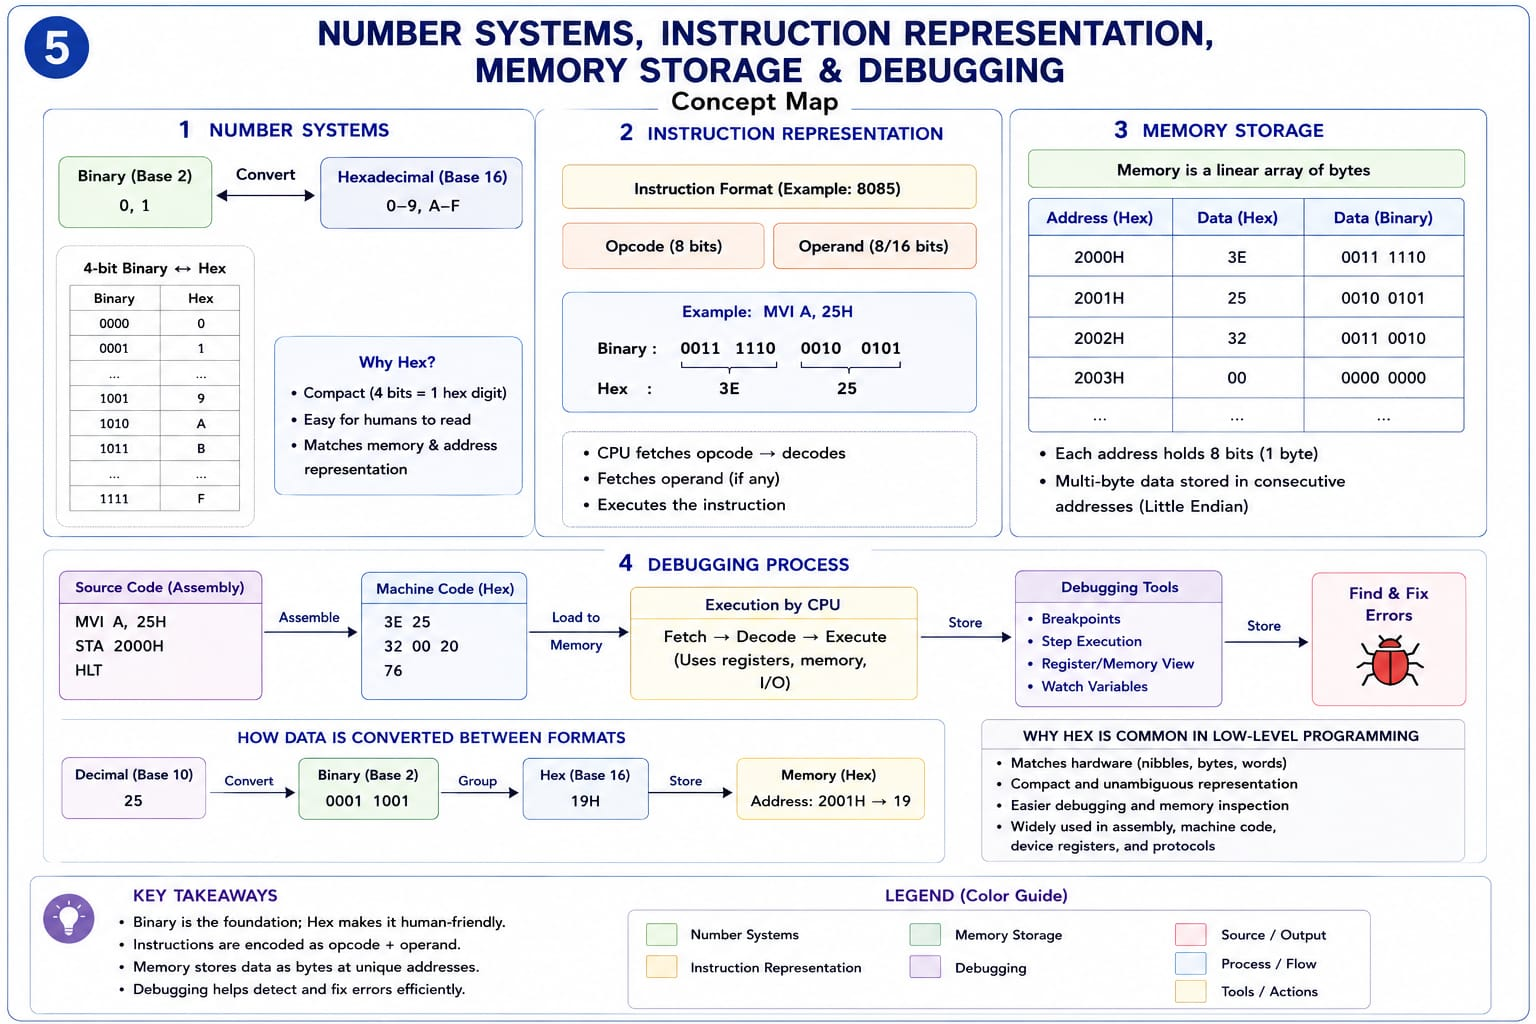 5
NUMBER SYSTEMS, INSTRUCTION REPRESENTATION,
MEMORY STORAGE & DEBUGGING
Concept Map
1 NUMBER SYSTEMS
Binary (Base 2)
0, 1
Convert
Hexadecimal (Base 16)
0–9, A–F
4-bit Binary ↔ Hex
Binary Hex
0000 0
0001 1
... ...
1001 9
1010 A
1011 B
... ...
1111 F
Why Hex?
• Compact (4 bits = 1 hex digit)
• Easy for humans to read
• Matches memory & address
representation
2 INSTRUCTION REPRESENTATION
Instruction Format (Example: 8085)
Opcode (8 bits)
Operand (8/16 bits)
Example: MVI A, 25H
Binary : 0011 1110 0010 0101
Hex : 3E 25
• CPU fetches opcode → decodes
• Fetches operand (if any)
• Executes the instruction
3 MEMORY STORAGE
Memory is a linear array of bytes
Address (Hex) Data (Hex) Data (Binary)
2000H 3E 0011 1110
2001H 25 0010 0101
2002H 32 0011 0010
2003H 00 0000 0000
... ... ...
• Each address holds 8 bits (1 byte)
• Multi-byte data stored in consecutive
addresses (Little Endian)
4 DEBUGGING PROCESS
Source Code (Assembly)
MVI A, 25H
STA 2000H
HLT
Assemble
Machine Code (Hex)
3E 25
32 00 20
76
Load to
Memory
Execution by CPU
Fetch → Decode → Execute
(Uses registers, memory,
I/O)
Store
Debugging Tools
• Breakpoints
• Step Execution
• Register/Memory View
• Watch Variables
Store
Find & Fix
Errors
HOW DATA IS CONVERTED BETWEEN FORMATS
Decimal (Base 10)
25
Convert
Binary (Base 2)
0001 1001
Group
Hex (Base 16)
19H
Store
Memory (Hex)
Address: 2001H → 19
WHY HEX IS COMMON IN LOW-LEVEL PROGRAMMING
• Matches hardware (nibbles, bytes, words)
• Compact and unambiguous representation
• Easier debugging and memory inspection
• Widely used in assembly, machine code,
device registers, and protocols
KEY TAKEAWAYS
• Binary is the foundation; Hex makes it human-friendly.
• Instructions are encoded as opcode + operand.
• Memory stores data as bytes at unique addresses.
• Debugging helps detect and fix errors efficiently.
LEGEND (Color Guide)
Number Systems
Instruction Representation
Memory Storage
Debugging
Source / Output
Process / Flow
Tools / Actions